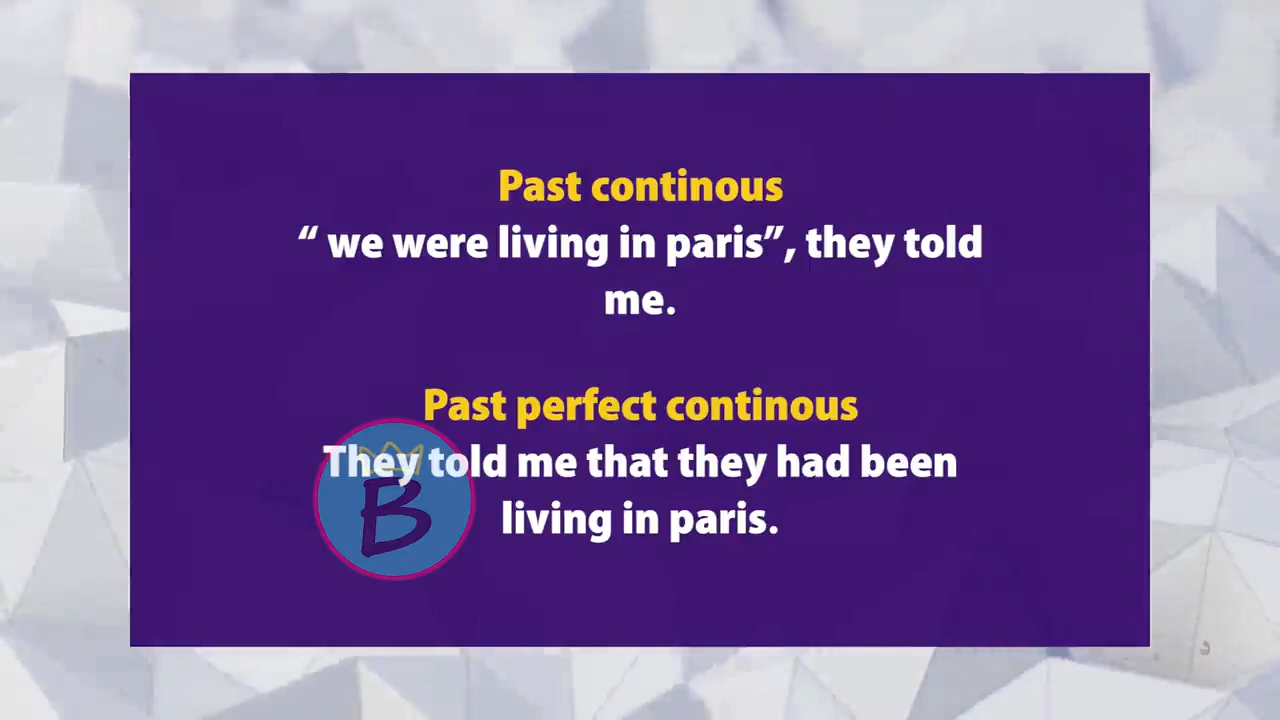 Past continous
“ we were living in paris”, they told
me.
Past perfect continous
They told me that they had been
living in paris.
B